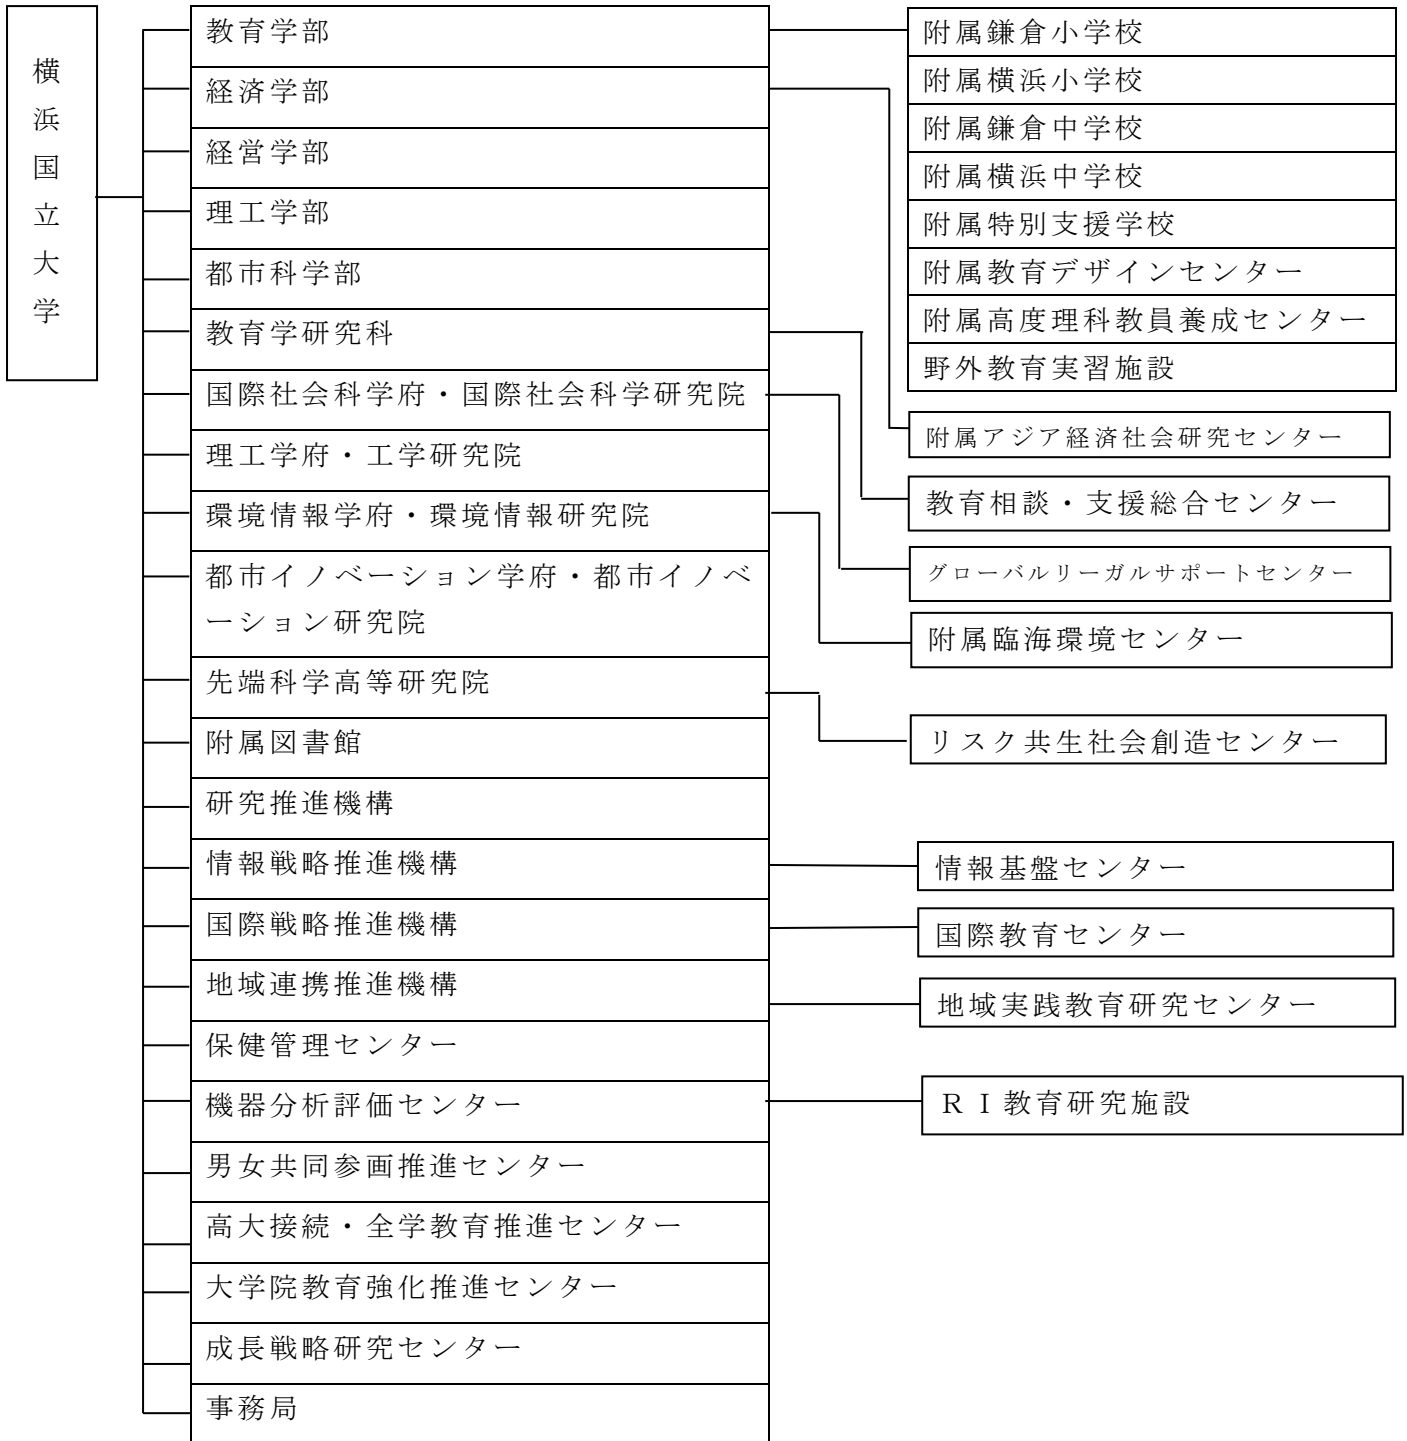 横浜国立大学
教育学部
経済学部
経営学部
理工学部
都市科学部
教育学研究科
国際社会科学府・国際社会科学研究院
理工学府・工学研究院
環境情報学府・環境情報研究院
都市イノベーション学府・都市イノベ
ーション研究院
先端科学高等研究院
附属図書館
研究推進機構
情報戦略推進機構
国際戦略推進機構
地域連携推進機構
保健管理センター
機器分析評価センター
男女共同参画推進センター
高大接続・全学教育推進センター
大学院教育強化推進センター
成長戦略研究センター
事務局
附属鎌倉小学校
附属横浜小学校
附属鎌倉中学校
附属横浜中学校
附属特別支援学校
附属教育デザインセンター
附属高度理科教員養成センター
野外教育実習施設
附属アジア経済社会研究センター
教育相談・支援総合センター
グローバルリーガルサポートセンター
附属臨海環境センター
リスク共生社会創造センター
情報基盤センター
国際教育センター
地域実践教育研究センター
ＲＩ教育研究施設